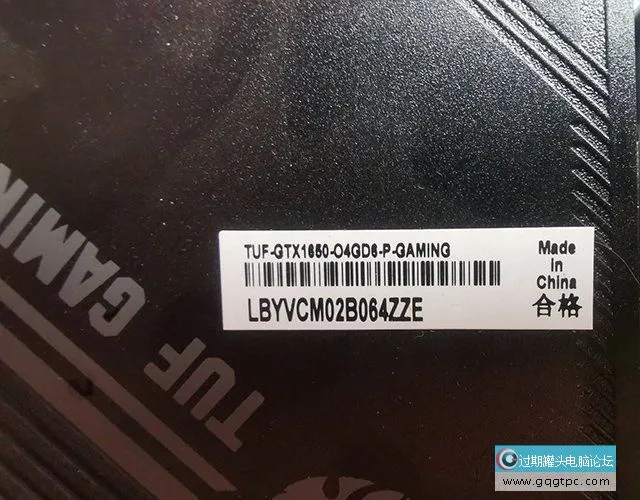 TUF-GTX1650-O4GD6-P-GAMING
LBYVCM02B064ZZE
Made
in
China
合格
TUF GAMIN
过期罐头电脑论坛
www.gqgtpc.com